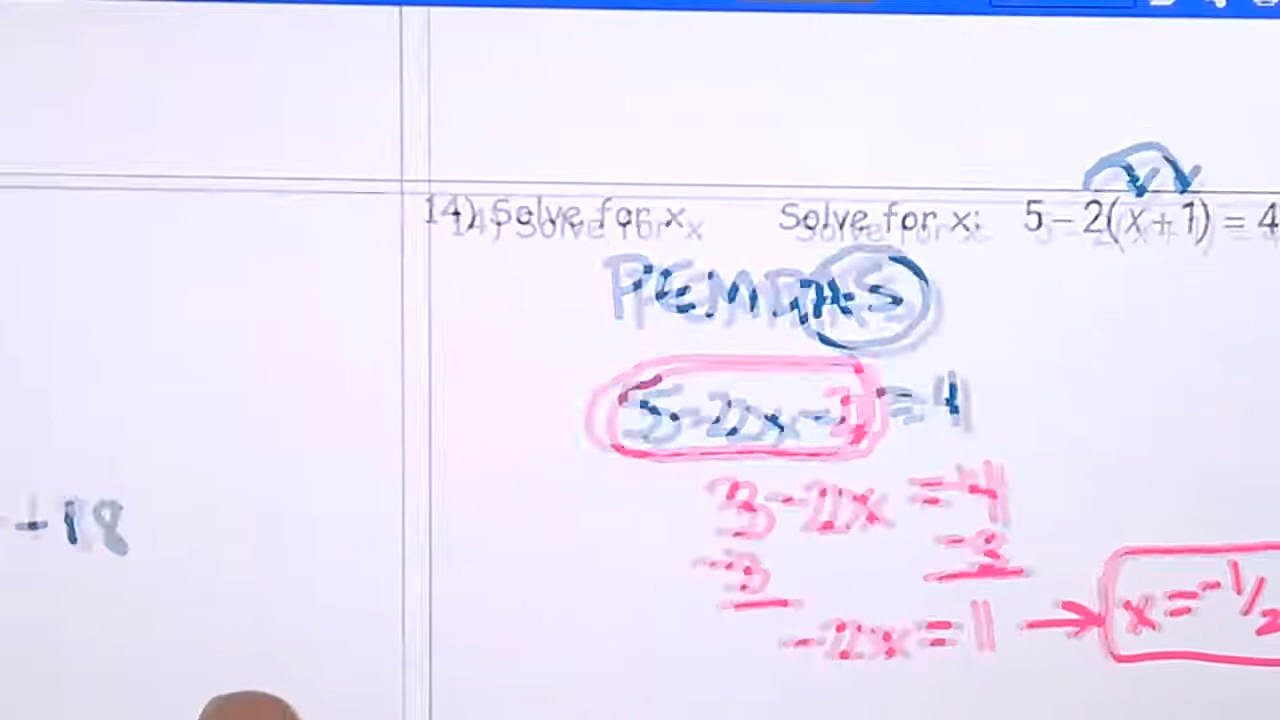 14) Solve for x
Solve for x: 5-2(x+1) = 4
PEMDAS
5-2x-2 = 4
3-2x = 4
-3 -3
-2x = 1 → x = -1/2
+18